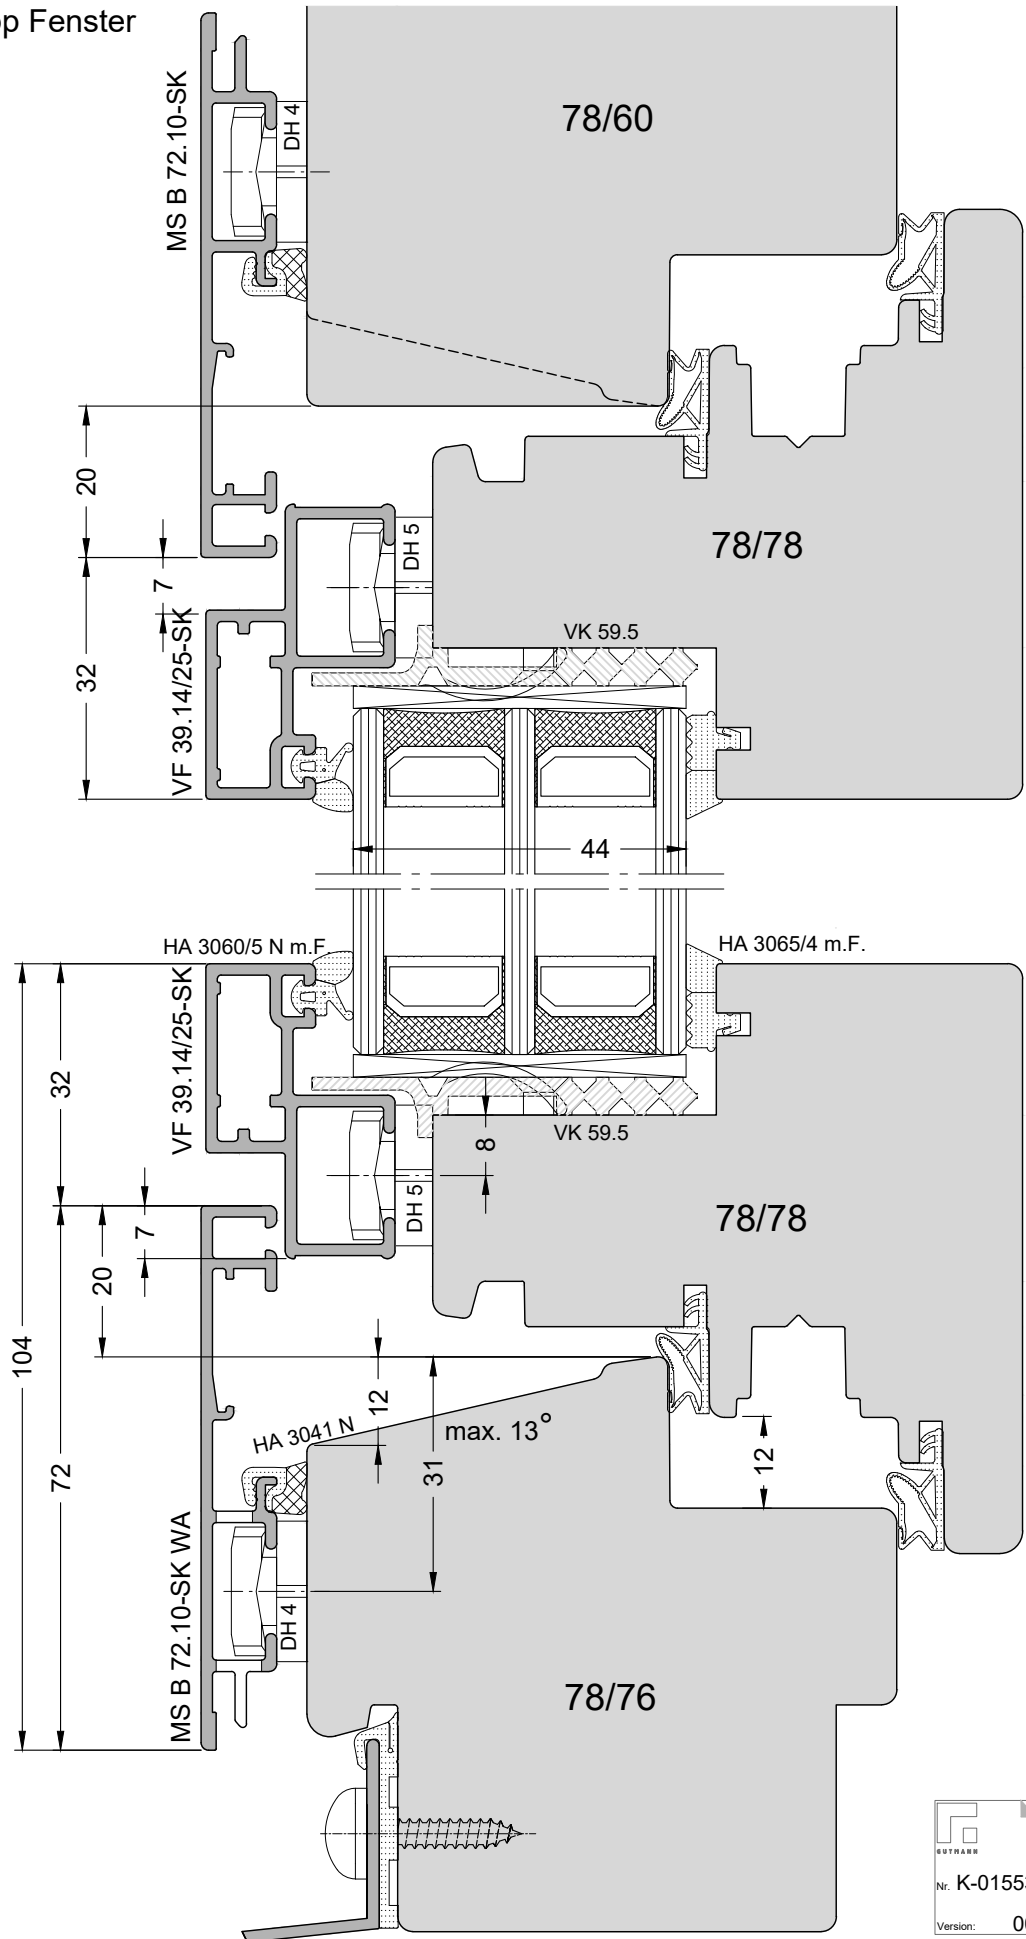 Fenster
MS B 72.10-SK
DH 4
78/60
20
7
32
VF 39.14/25-SK
DH 5
78/78
VK 59.5
44
HA 3060/5 N m.F.
HA 3065/4 m.F.
VF 39.14/25-SK
32
VK 59.5
8
DH 5
78/78
7
20
104
72
12
HA 3041 N
max. 13°
31
12
MS B 72.10-SK WA
DH 4
78/76
GUTMANN
Nr. K-0155
Version: